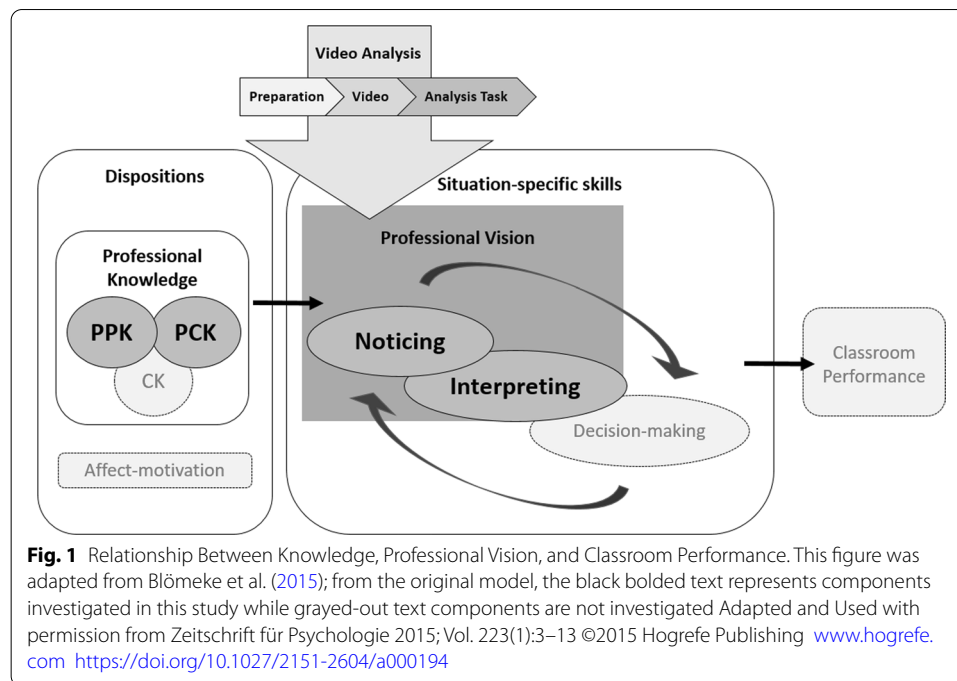 Video Analysis
Preparation
Video
Analysis Task
Dispositions
Professional
Knowledge
PPK
PCK
CK
Affect-motivation
Situation-specific skills
Professional Vision
Noticing
Interpreting
Decision-making
Classroom
Performance
Fig. 1 Relationship Between Knowledge, Professional Vision, and Classroom Performance. This figure was
adapted from Blömeke et al. (2015); from the original model, the black bolded text represents components
investigated in this study while grayed-out text components are not investigated Adapted and Used with
permission from Zeitschrift für Psychologie 2015; Vol. 223(1):3–13 ©2015 Hogrefe Publishing www.hogrefe.
com https://doi.org/10.1027/2151-2604/a000194